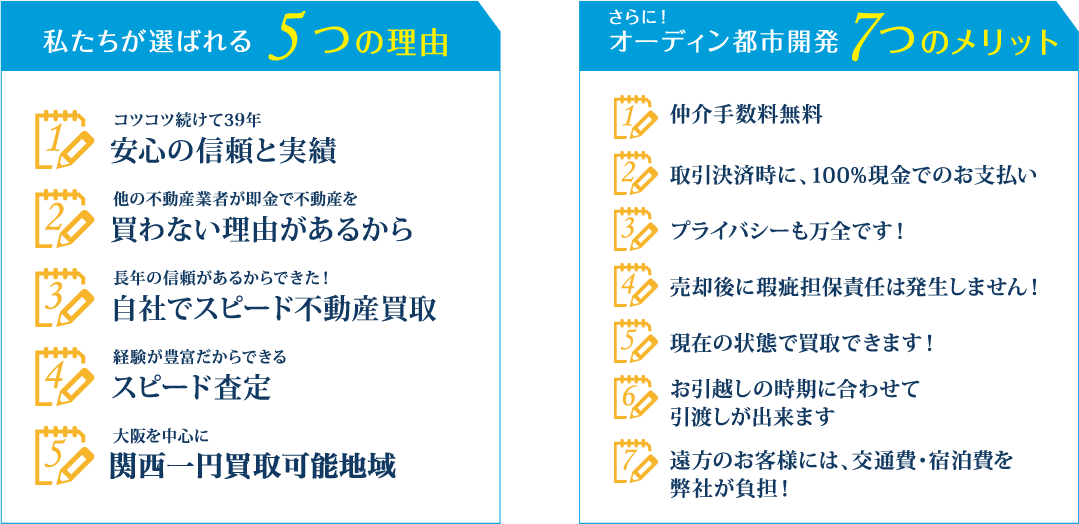 私たちが選ばれる 5つの理由
1
コツコツ続けて39年
安心の信頼と実績
2
他の不動産業者が即金で不動産を
買わない理由があるから
3
長年の信頼があるからできた！
自社でスピード不動産買取
4
経験が豊富だからできる
スピード査定
5
大阪を中心に
関西一円買取可能地域
さらに！
オーディン都市開発 7つのメリット
1
仲介手数料無料
2
取引決済時に、100%現金でのお支払い
3
プライバシーも万全です！
4
売却後に瑕疵担保責任は発生しません！
5
現在の状態で買取できます！
6
お引越しの時期に合わせて
引渡しが出来ます
7
遠方のお客様には、交通費・宿泊費を
弊社が負担！